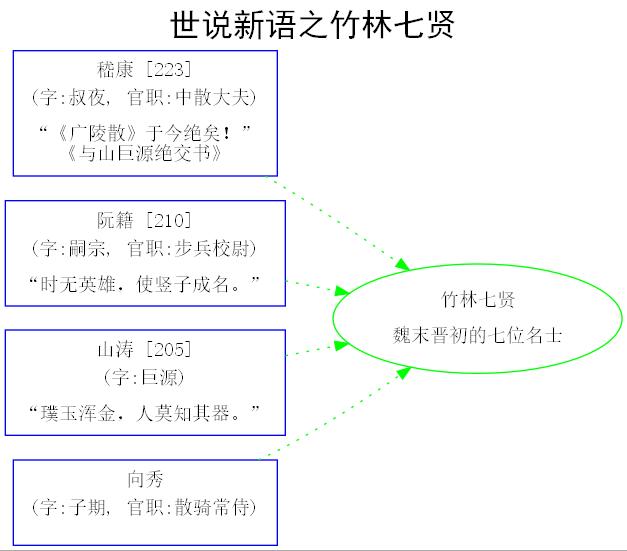 世说新语之竹林七贤
嵇康 [223]
(字:叔夜, 官职:中散大夫)
“《广陵散》于今绝矣！”
《与山巨源绝交书》
阮籍 [210]
(字:嗣宗, 官职:步兵校尉)
“时无英雄，使竖子成名。”
山涛 [205]
(字:巨源)
“璞玉浑金，人莫知其器。”
向秀
(字:子期, 官职:散骑常侍)
竹林七贤
魏末晋初的七位名士